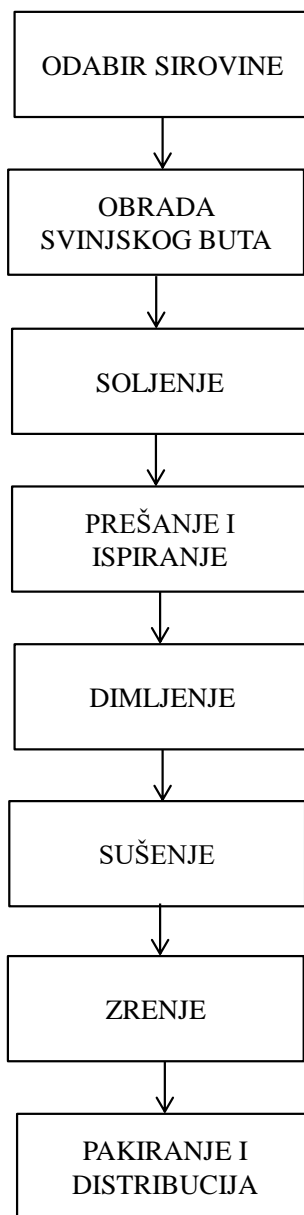 ODABIR SIROVINE
OBRADA
SVINJSKOG BUTA
SOLJENJE
PREŠANJE I
ISPIRANJE
DIMLJENJE
SUŠENJE
ZRENJE
PAKIRANJE I
DISTRIBUCIJA